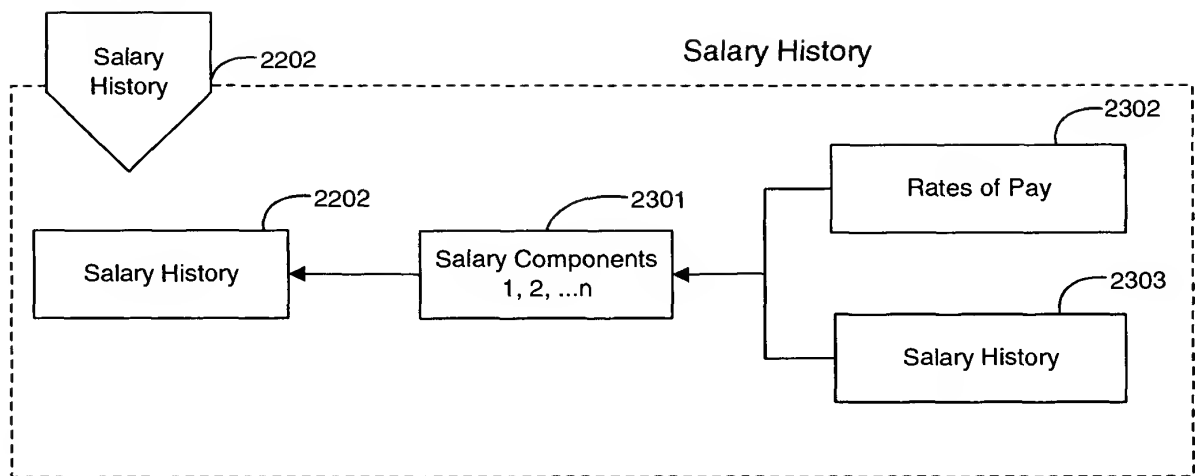 Salary
History
2202
Salary History
2302
Rates of Pay
2202
2301
Salary History
Salary Components
1, 2, ...n
2303
Salary History